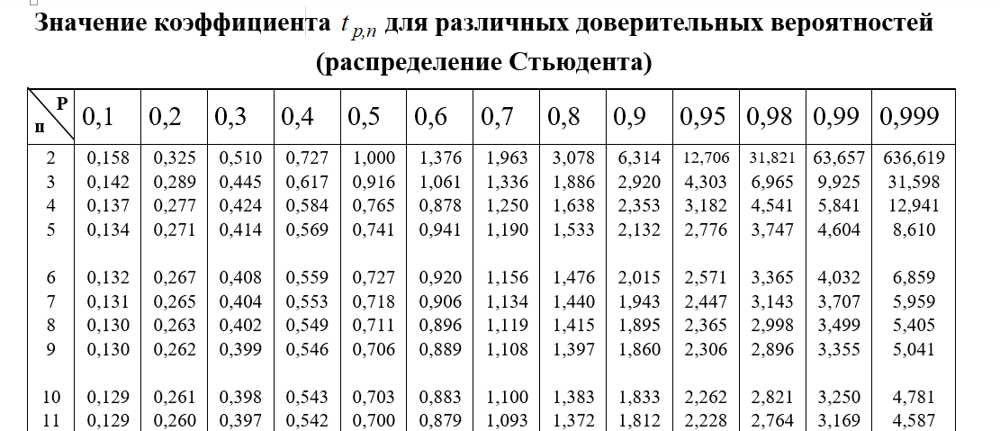 Значение коэффициента t p,n для различных доверительных вероятностей
(распределение Стьюдента)
P
п 0,1 0,2 0,3 0,4 0,5 0,6 0,7 0,8 0,9 0,95 0,98 0,99 0,999
2 0,158 0,325 0,510 0,727 1,000 1,376 1,963 3,078 6,314 12,706 31,821 63,657 636,619
3 0,142 0,289 0,445 0,617 0,916 1,061 1,336 1,886 2,920 4,303 6,965 9,925 31,598
4 0,137 0,277 0,424 0,584 0,765 0,878 1,250 1,638 2,353 3,182 4,541 5,841 12,941
5 0,134 0,271 0,414 0,569 0,741 0,941 1,190 1,533 2,132 2,776 3,747 4,604 8,610
6 0,132 0,267 0,408 0,559 0,727 0,920 1,156 1,476 2,015 2,571 3,365 4,032 6,859
7 0,131 0,265 0,404 0,553 0,718 0,906 1,134 1,440 1,943 2,447 3,143 3,707 5,959
8 0,130 0,263 0,402 0,549 0,711 0,896 1,119 1,415 1,895 2,365 2,998 3,499 5,405
9 0,130 0,262 0,399 0,546 0,706 0,889 1,108 1,397 1,860 2,306 2,896 3,355 5,041
10 0,129 0,261 0,398 0,543 0,703 0,883 1,100 1,383 1,833 2,262 2,821 3,250 4,781
11 0,129 0,260 0,397 0,542 0,700 0,879 1,093 1,372 1,812 2,228 2,764 3,169 4,587